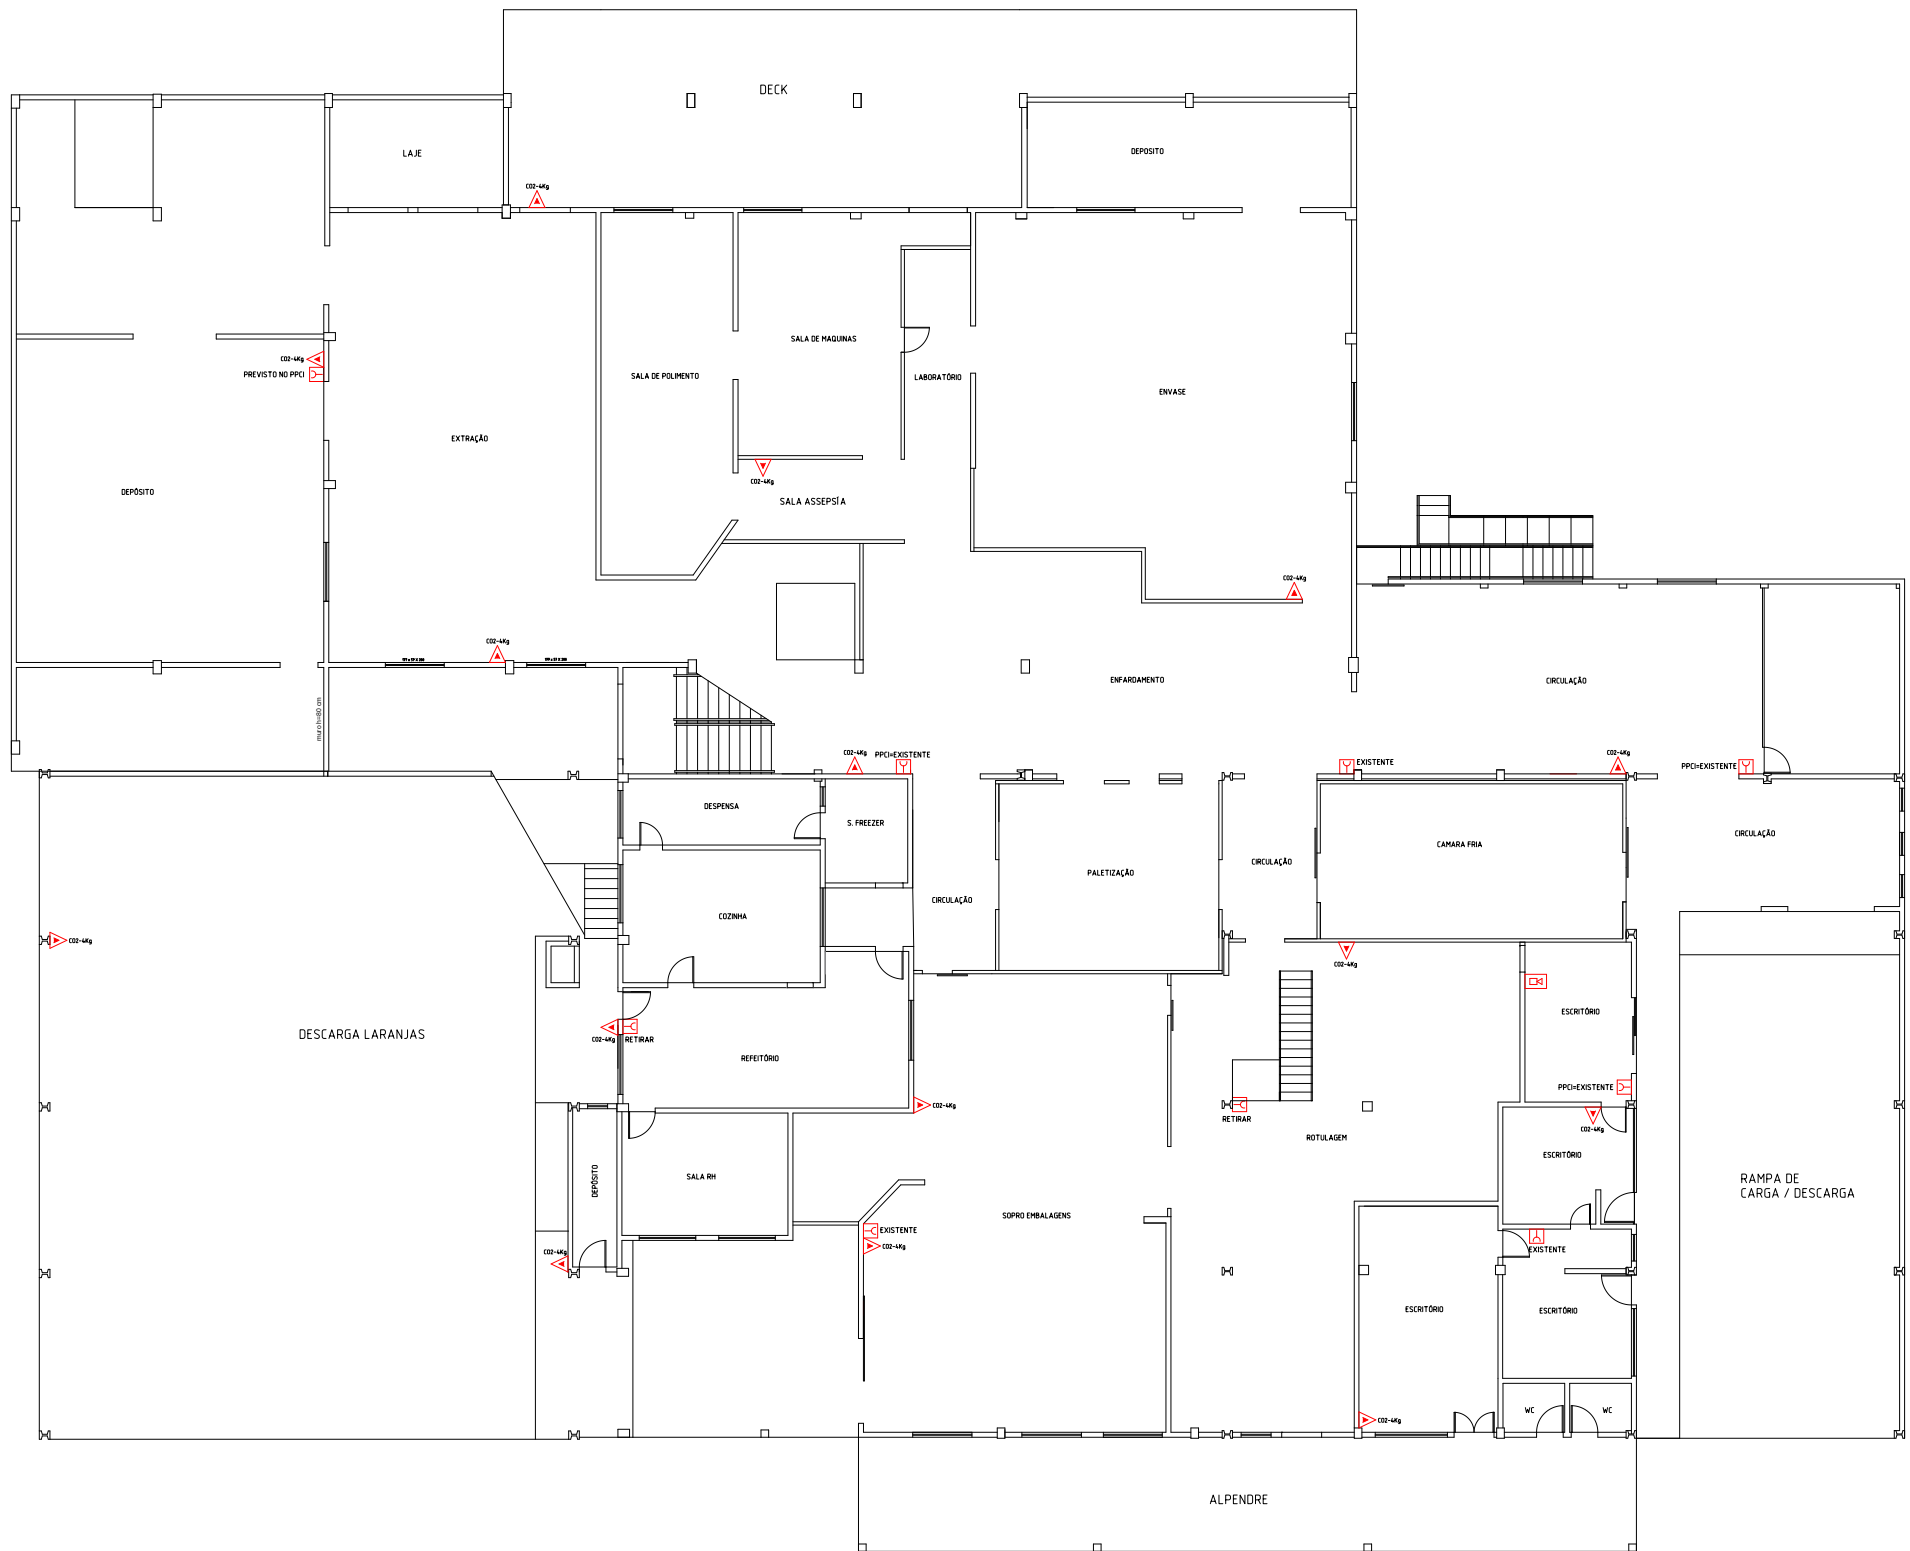 DECK
LAJE
DEPOSITO
CO2-4Kg
SALA DE MAQUINAS
CO2-4Kg
PREVISTO NO PPCI
SALA DE POLIMENTO
LABORATÓRIO
ENVASE
EXTRAÇÃO
CO2-4Kg
DEPÓSITO
SALA ASSEPSÍA
CO2-4Kg
CO2-4Kg
ENFARDAMENTO
CIRCULAÇÃO
muro h=80 cm
CO2-4Kg
PPCI=EXISTENTE
EXISTENTE
CO2-4Kg
PPCI=EXISTENTE
DESPENSA
S. FREEZER
CIRCULAÇÃO
CAMARA FRIA
CIRCULAÇÃO
PALETIZAÇÃO
CIRCULAÇÃO
COZINHA
CO2-4Kg
CO2-4Kg
ESCRITÓRIO
DESCARGA LARANJAS
CO2-4Kg
RETIRAR
REFEITÓRIO
PPCI=EXISTENTE
CO2-4Kg
RETIRAR
CO2-4Kg
ROTULAGEM
ESCRITÓRIO
DEPÓSITO
SALA RH
RAMPA DE
CARGA / DESCARGA
SOPRO EMBALAGENS
EXISTENTE
CO2-4Kg
CO2-4Kg
EXISTENTE
ESCRITÓRIO
ESCRITÓRIO
WC
WC
CO2-4Kg
ALPENDRE